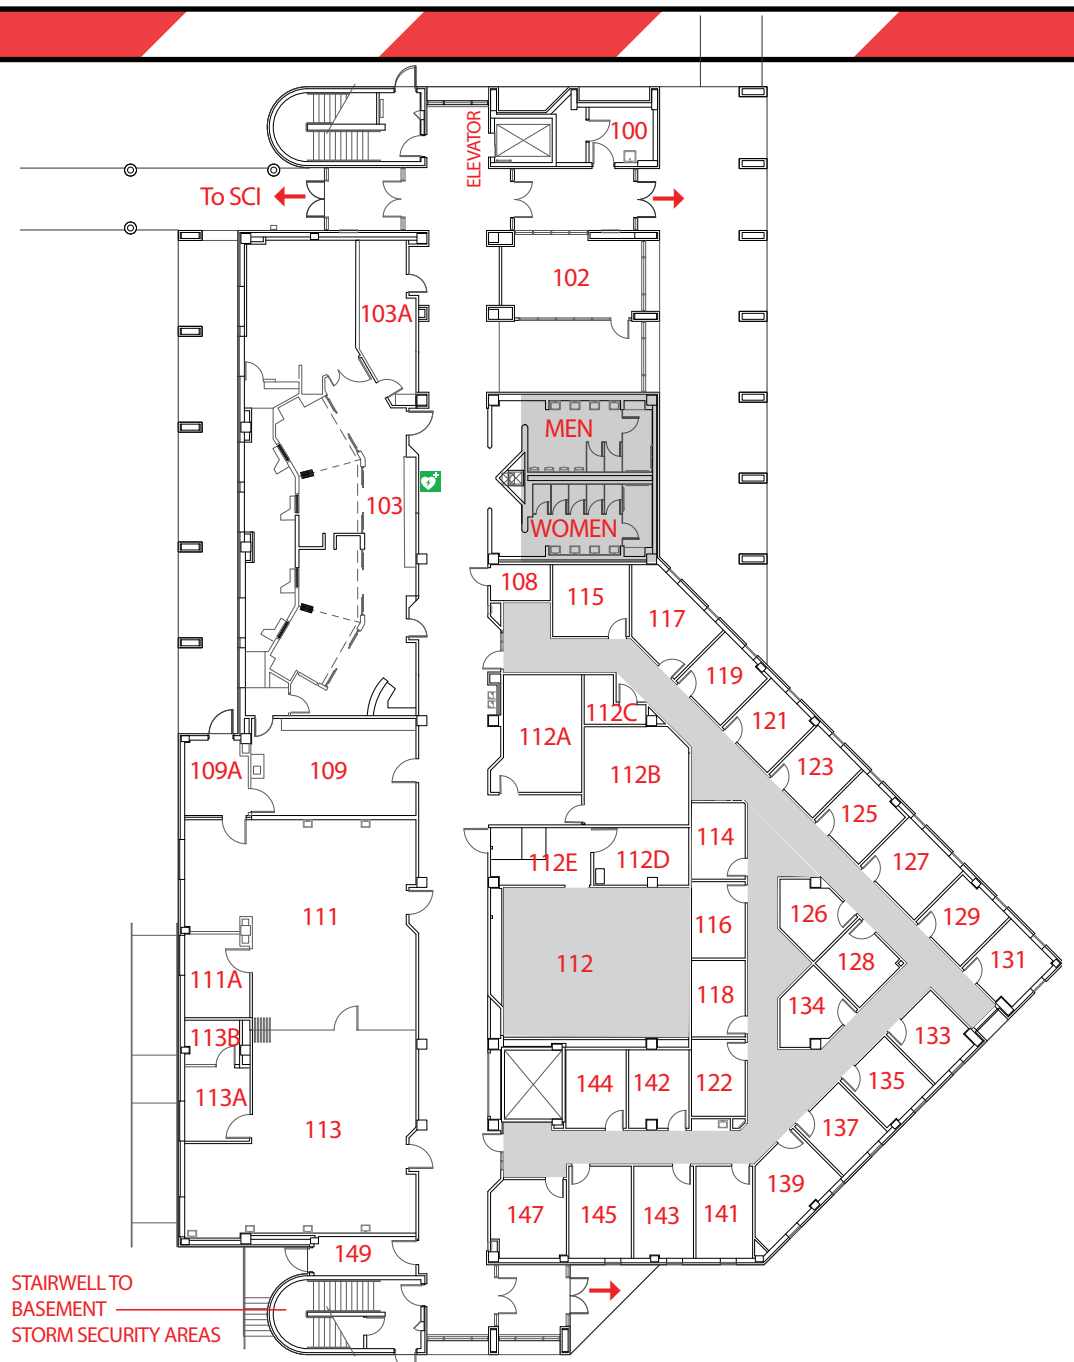 ELEVATOR
100
To SCI
102
103A
MEN
103
WOMEN
108
115
117
119
112C
121
112A
109A
109
112B
123
125
114
112E
112D
127
111
126
116
129
112
128
131
111A
118
134
113B
133
144
142
122
135
113A
113
137
139
147
145
143
141
149
STAIRWELL TO
BASEMENT
STORM SECURITY AREAS